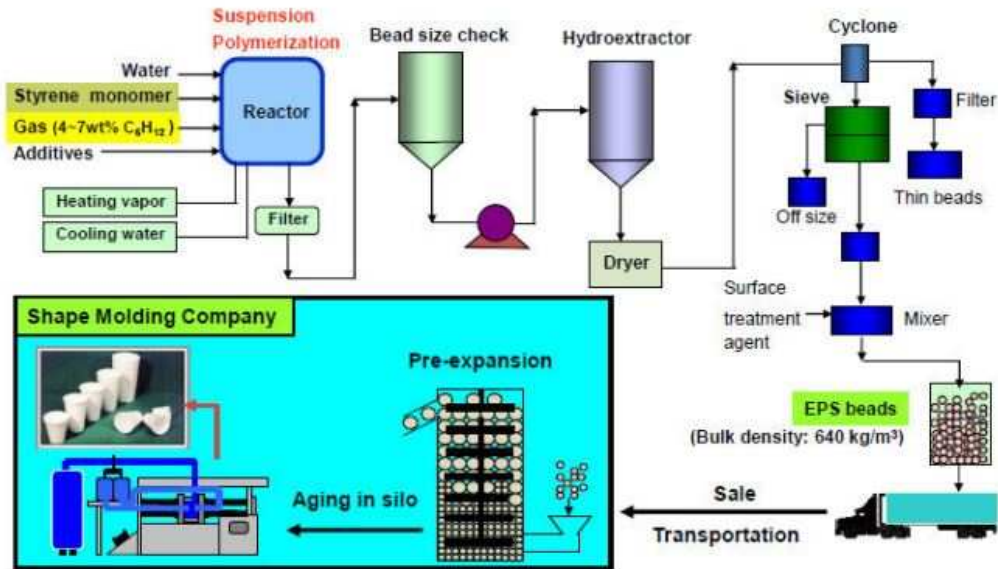 Suspension
Polymerization
Bead size check
Hydroextractor
Cyclone
Water
Styrene monomer
Gas (4~7wt% C₅H₁₂)
Additives
Reactor
Sieve
Filter
Heating vapor
Cooling water
Filter
Off size
Thin beads
Dryer
Surface
treatment
agent
Mixer
Shape Molding Company
Pre-expansion
EPS beads
(Bulk density: 640 kg/m³)
Aging in silo
Sale
Transportation